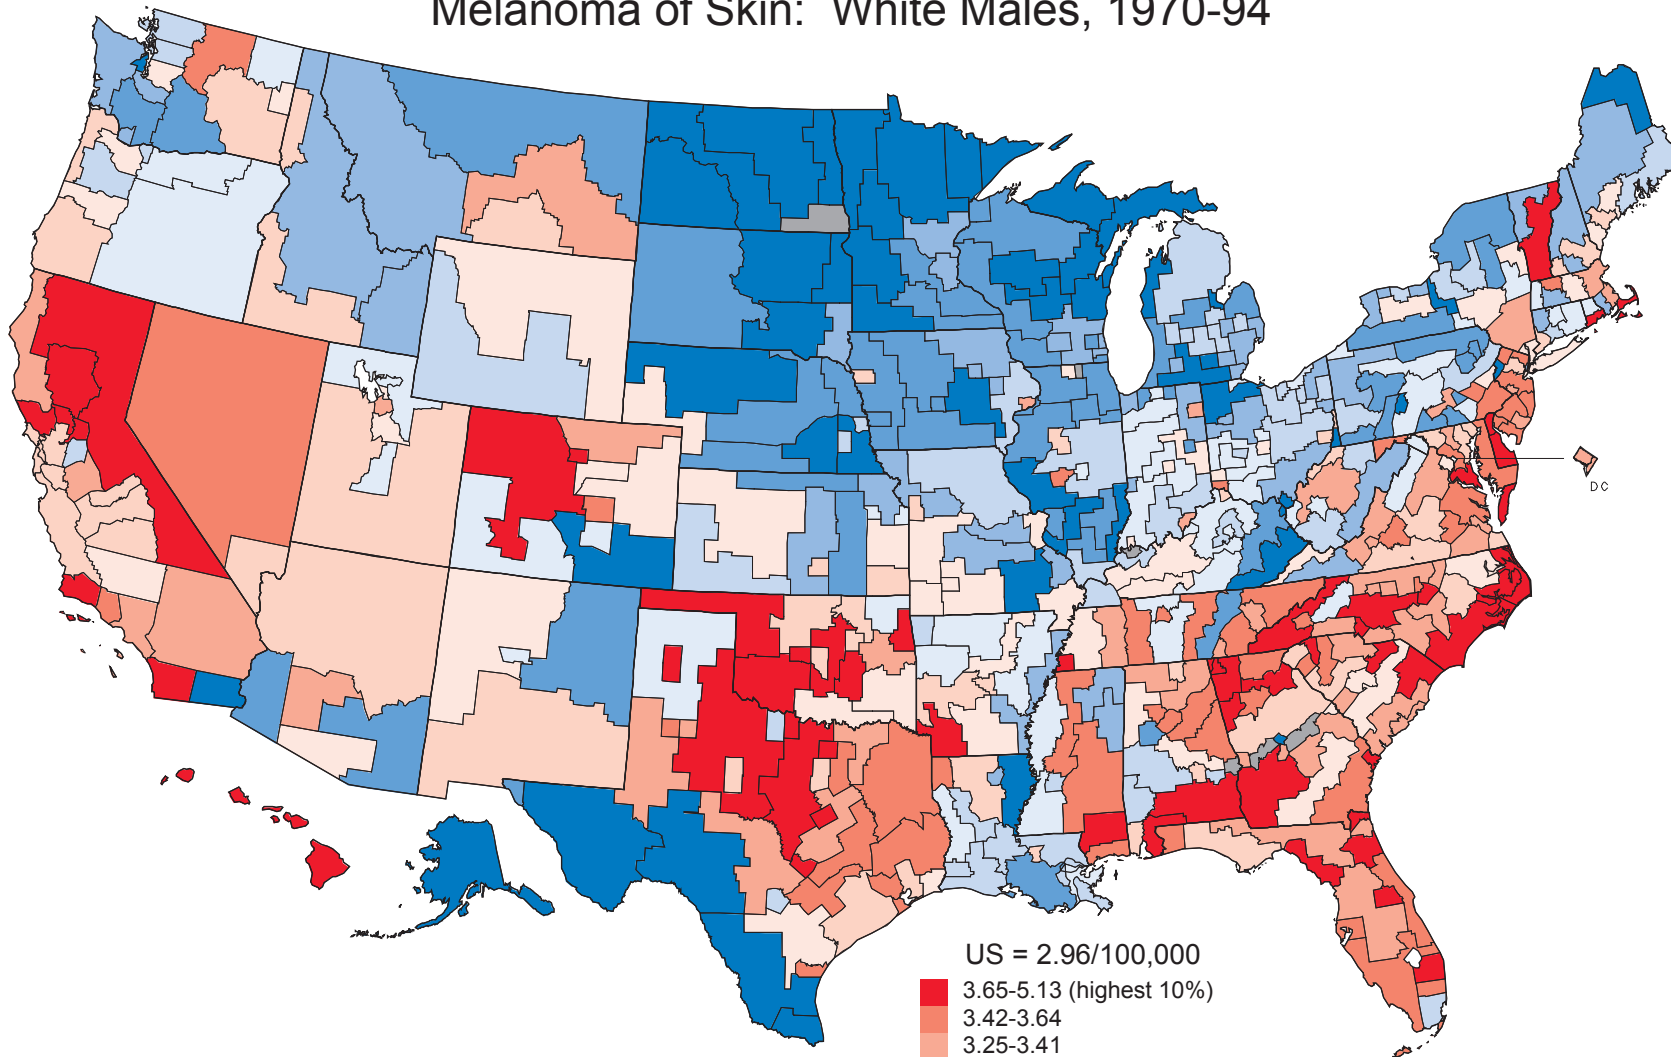 Melanoma of Skin: White Males, 1970-94
DC
US = 2.96/100,000
3.65-5.13 (highest 10%)
3.42-3.64
3.25-3.41